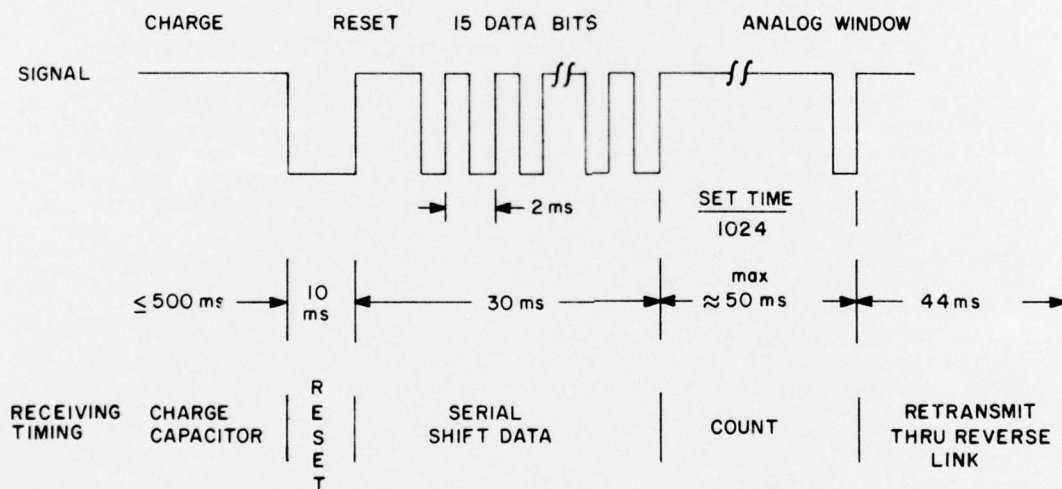 CHARGE RESET 15 DATA BITS ANALOG WINDOW
SIGNAL
2 ms
SET TIME
1024
≤500 ms
10
ms
30 ms
max
≈ 50 ms
44 ms
RECEIVING
TIMING
CHARGE
CAPACITOR
RESET
SERIAL
SHIFT DATA
COUNT
RETRANSMIT
THRU REVERSE
LINK